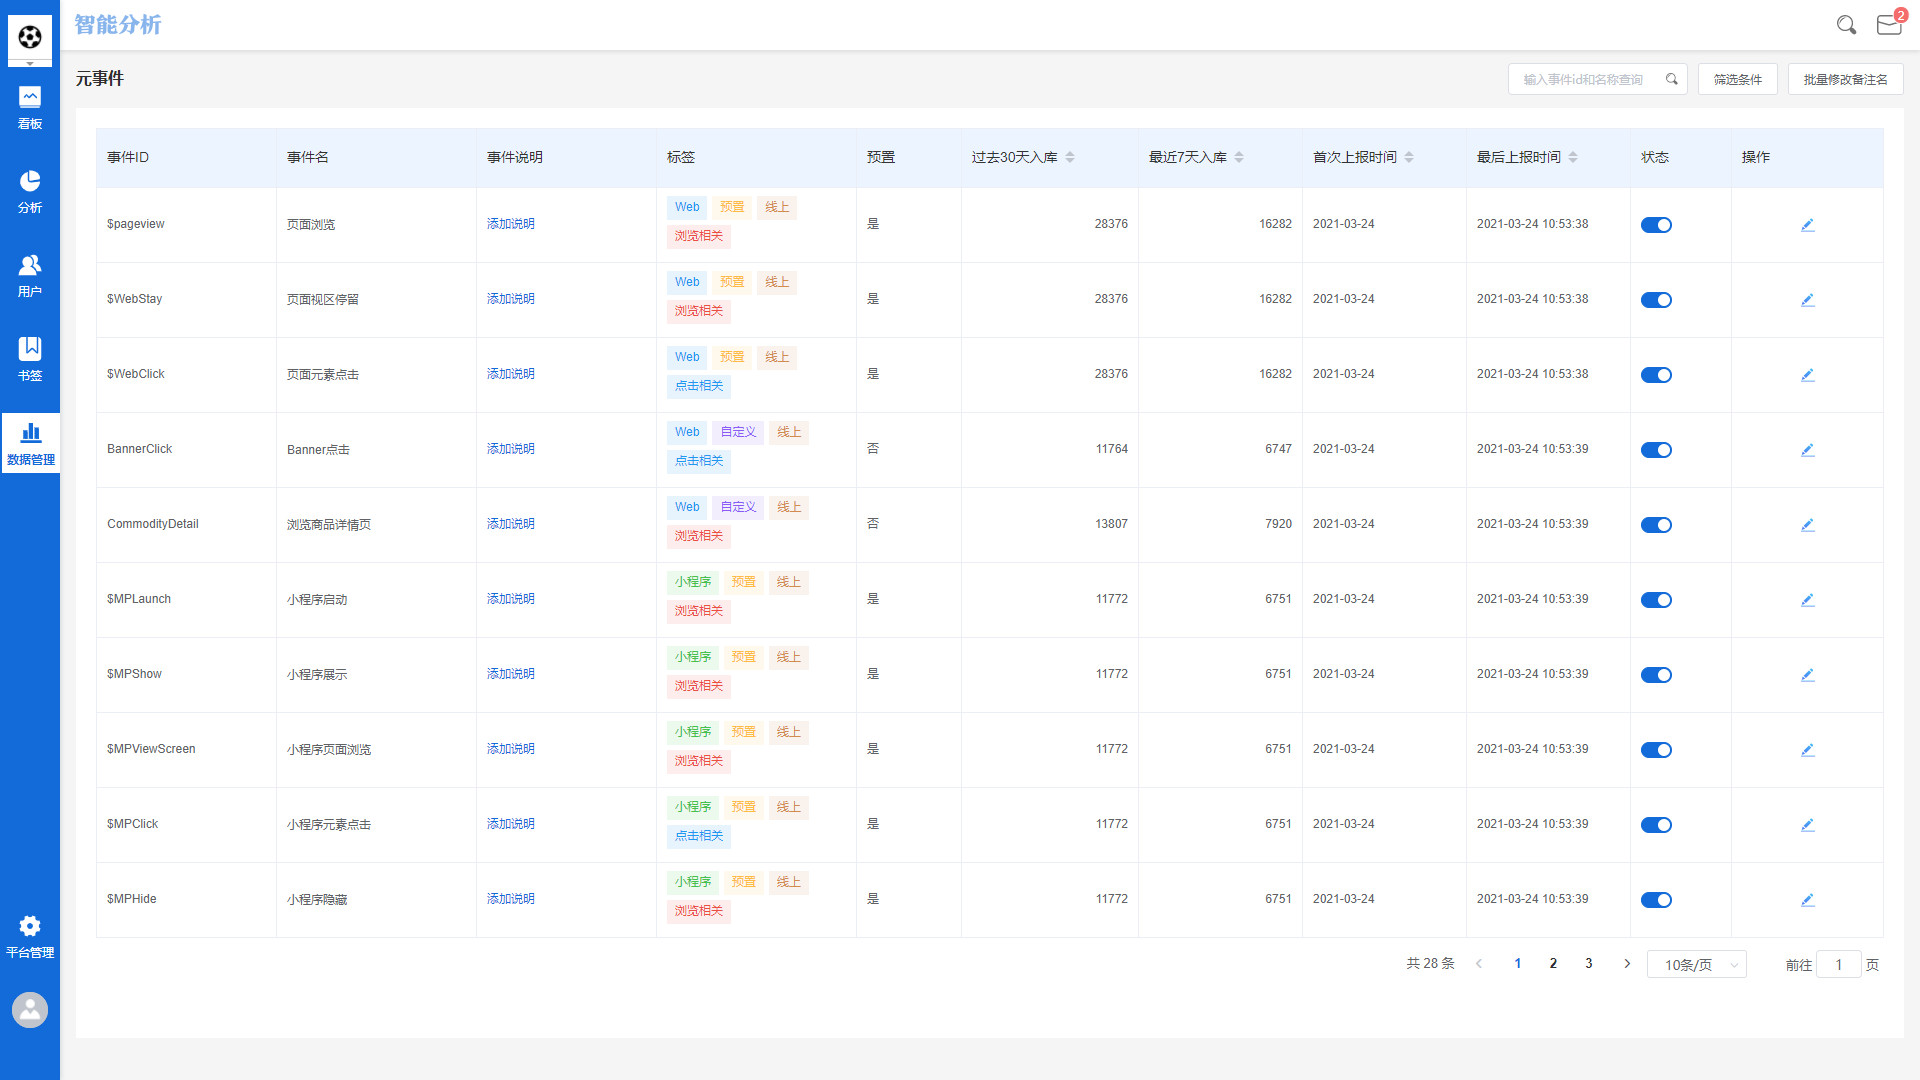 智能分析
2
看板
分析
用户
书签
数据管理
平台管理
元事件
输入事件id和名称查询
筛选条件
批量修改备注名
事件ID 事件名 事件说明 标签 预置 过去30天入库 最近7天入库 首次上报时间 最后上报时间 状态 操作
$pageview 页面浏览 添加说明 Web 预置 线上 浏览相关 是 28376 16282 2021-03-24 2021-03-24 10:53:38
$WebStay 页面视区停留 添加说明 Web 预置 线上 浏览相关 是 28376 16282 2021-03-24 2021-03-24 10:53:38
$WebClick 页面元素点击 添加说明 Web 预置 线上 点击相关 是 28376 16282 2021-03-24 2021-03-24 10:53:38
BannerClick Banner点击 添加说明 Web 自定义 线上 点击相关 否 11764 6747 2021-03-24 2021-03-24 10:53:39
CommodityDetail 浏览商品详情页 添加说明 Web 自定义 线上 浏览相关 否 13807 7920 2021-03-24 2021-03-24 10:53:39
$MPLaunch 小程序启动 添加说明 小程序 预置 线上 浏览相关 是 11772 6751 2021-03-24 2021-03-24 10:53:39
$MPShow 小程序展示 添加说明 小程序 预置 线上 浏览相关 是 11772 6751 2021-03-24 2021-03-24 10:53:39
$MPViewScreen 小程序页面浏览 添加说明 小程序 预置 线上 浏览相关 是 11772 6751 2021-03-24 2021-03-24 10:53:39
$MPClick 小程序元素点击 添加说明 小程序 预置 线上 点击相关 是 11772 6751 2021-03-24 2021-03-24 10:53:39
$MPHide 小程序隐藏 添加说明 小程序 预置 线上 浏览相关 是 11772 6751 2021-03-24 2021-03-24 10:53:39
共 28 条 1 2 3 10条/页 前往 1 页